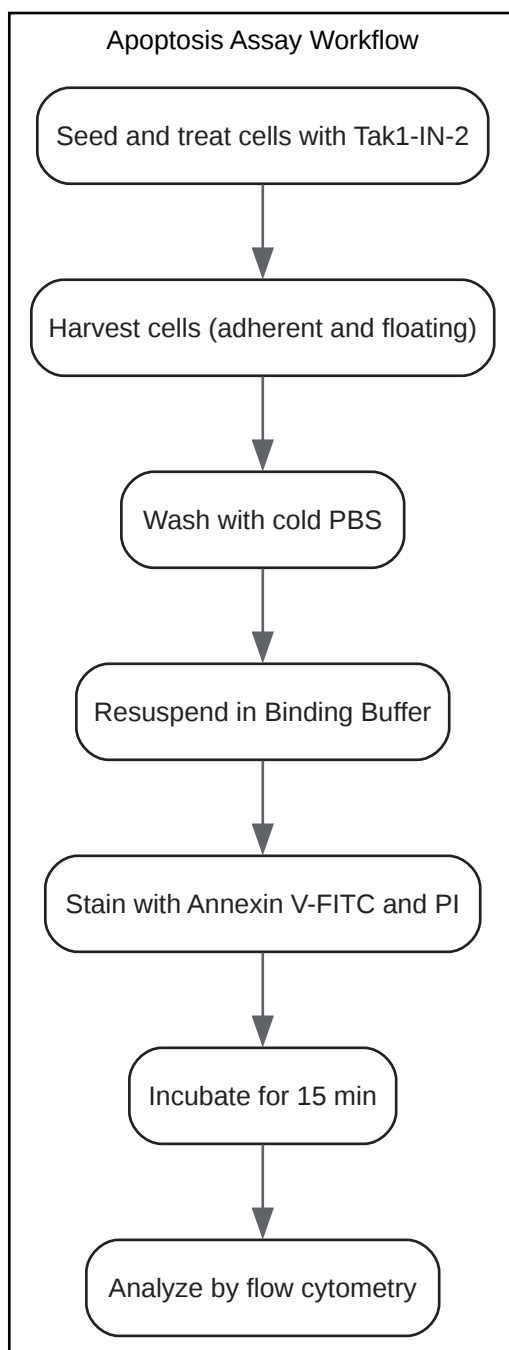 Apoptosis Assay Workflow
Seed and treat cells with Tak1-IN-2
Harvest cells (adherent and floating)
Wash with cold PBS
Resuspend in Binding Buffer
Stain with Annexin V-FITC and PI
Incubate for 15 min
Analyze by flow cytometry